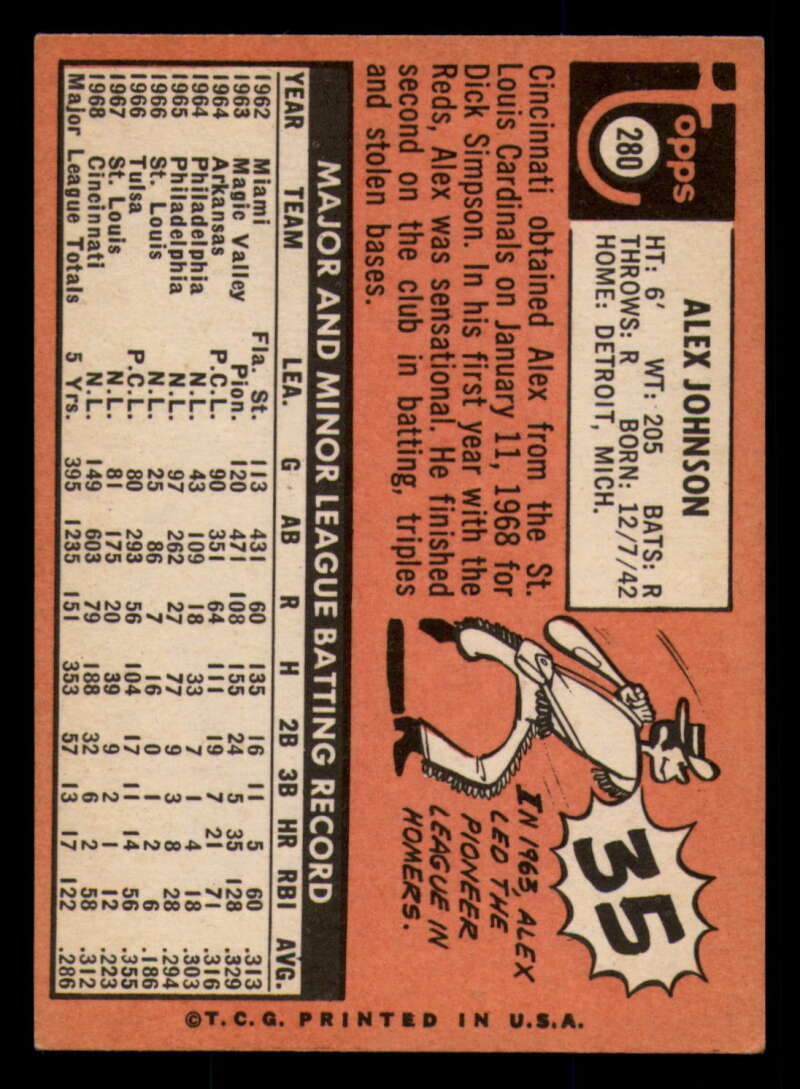 Topps
280
ALEX JOHNSON
HT: 6' WT: 205 BATS: R
THROWS: R BORN: 12/7/42
HOME: DETROIT, MICH.
Cincinnati obtained Alex from the St.
Louis Cardinals on January 11, 1968 for
Dick Simpson. In his first year with the
Reds, Alex was sensational. He finished
second on the club in batting, triples
and stolen bases.
35
IN 1963, ALEX
LED THE
PIONEER
LEAGUE IN
HOMERS.
MAJOR AND MINOR LEAGUE BATTING RECORD
YEAR TEAM LEA. G AB R H 2B 3B HR RBI AVG.
1962 Miami Fla. St. 113 431 60 135 16 11 5 60 .313
1963 Magic Valley Pion. 120 471 108 155 24 5 35 128 .329
1964 Arkansas P.C.L. 90 351 64 111 19 7 21 71 .316
1964 Philadelphia N.L. 43 109 18 33 7 1 4 18 .303
1965 Philadelphia N.L. 97 262 27 77 9 3 8 28 .294
1966 St. Louis N.L. 25 86 7 16 0 1 2 6 .186
1966 Tulsa P.C.L. 80 293 56 104 17 11 14 56 .355
1967 St. Louis N.L. 81 175 20 39 9 2 1 12 .223
1968 Cincinnati N.L. 149 603 79 188 32 6 2 58 .312
Major League Totals 5 Yrs. 395 1235 151 353 57 13 17 122 .286
©T.C.G. PRINTED IN U.S.A.